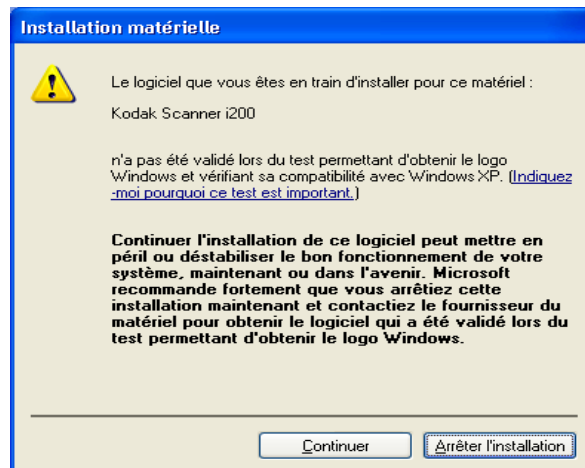 Installation matérielle
Le logiciel que vous êtes en train d'installer pour ce matériel :
Kodak Scanner i200
n'a pas été validé lors du test permettant d'obtenir le logo
Windows et vérifiant sa compatibilité avec Windows XP. (Indiquez
-moi pourquoi ce test est important.)
Continuer l'installation de ce logiciel peut mettre en
péril ou déstabiliser le bon fonctionnement de votre
système, maintenant ou dans l'avenir. Microsoft
recommande fortement que vous arrêtiez cette
installation maintenant et contactiez le fournisseur du
matériel pour obtenir le logiciel qui a été validé lors du
test permettant d'obtenir le logo Windows.
Continuer
Arrêter l'installation